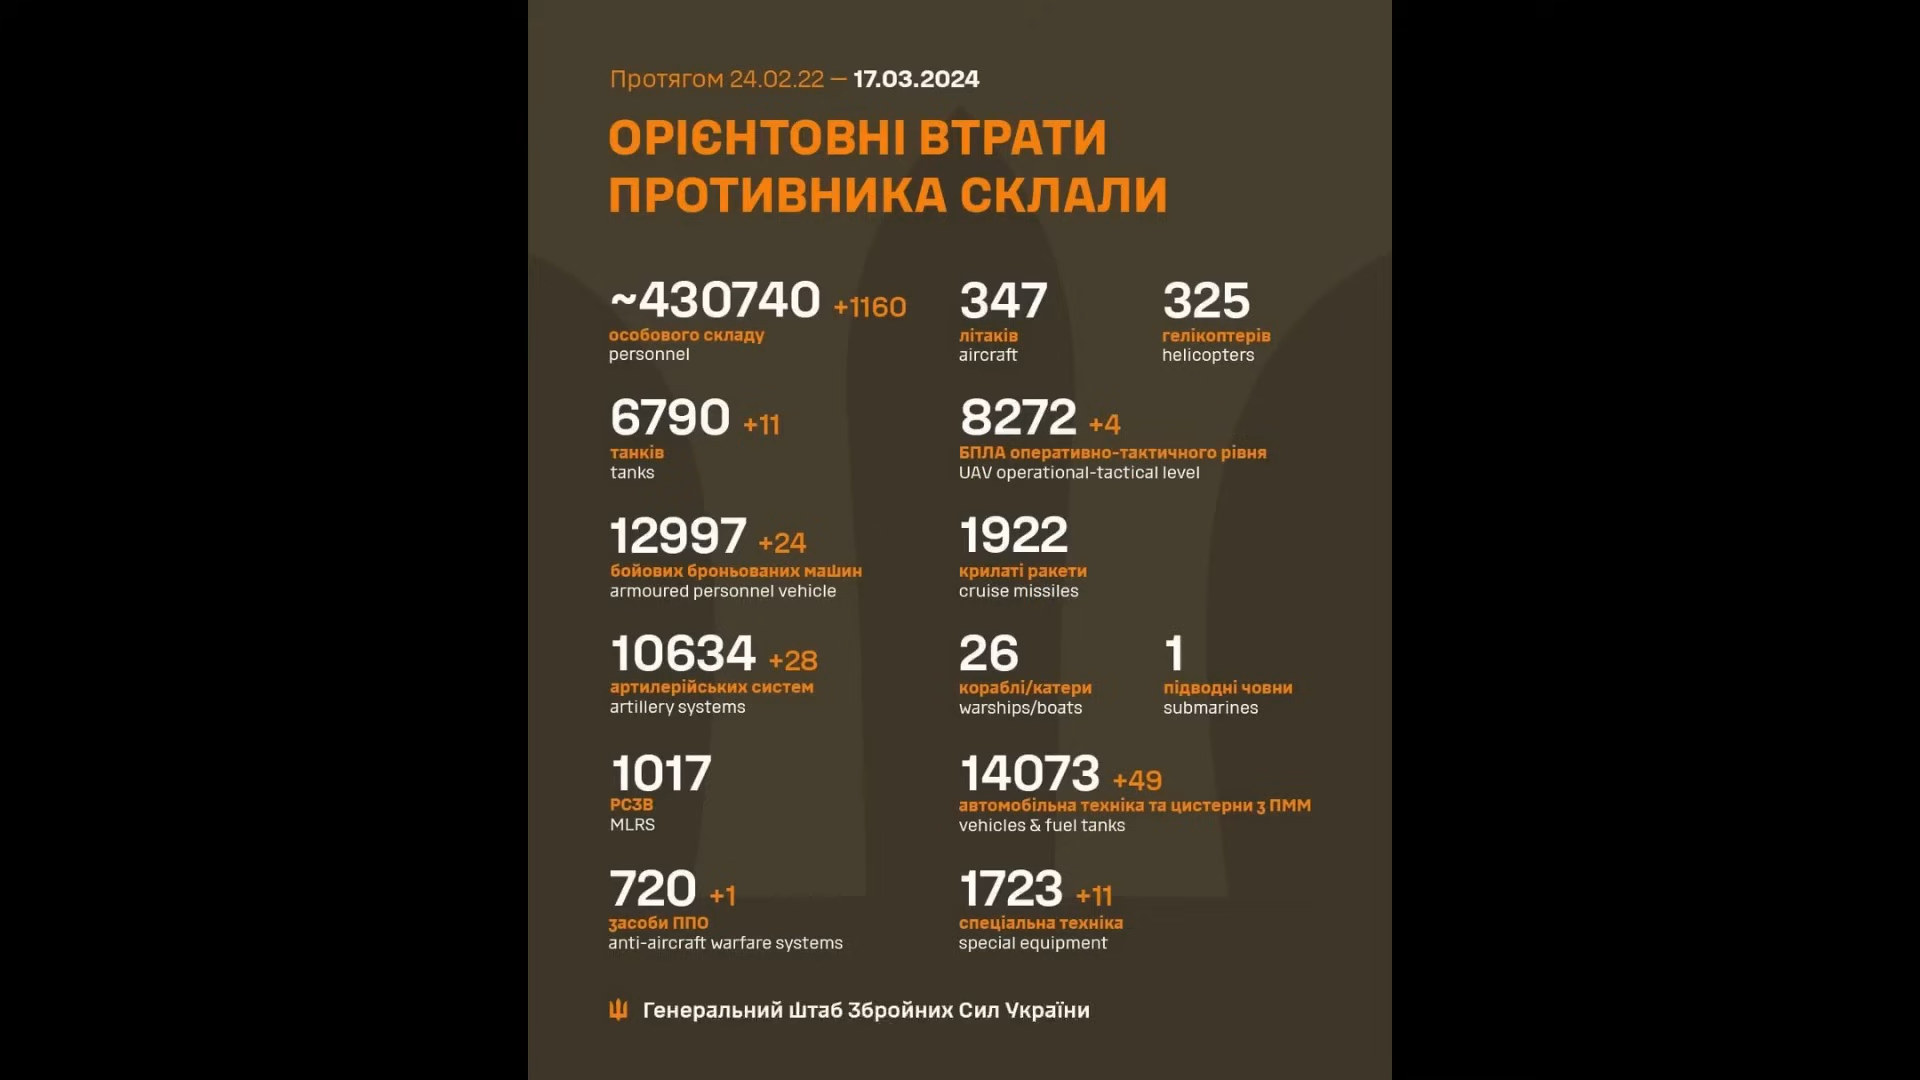 Протягом 24.02.22 — 17.03.2024
ОРІЄНТОВНІ ВТРАТИ
ПРОТИВНИКА СКЛАЛИ
~430740 +1160
особового складу
personnel
347
літаків
aircraft
325
гелікоптерів
helicopters
6790 +11
танків
tanks
8272 +4
БПЛА оперативно-тактичного рівня
UAV operational-tactical level
12997 +24
бойових броньованих машин
armoured personnel vehicle
1922
крилаті ракети
cruise missiles
10634 +28
артилерійських систем
artillery systems
26
кораблі/катери
warships/boats
1
підводні човни
submarines
1017
РСЗВ
MLRS
14073 +49
автомобільна техніка та цистерни з ПММ
vehicles & fuel tanks
720 +1
засоби ППО
anti-aircraft warfare systems
1723 +11
спеціальна техніка
special equipment
Генеральний штаб Збройних Сил України